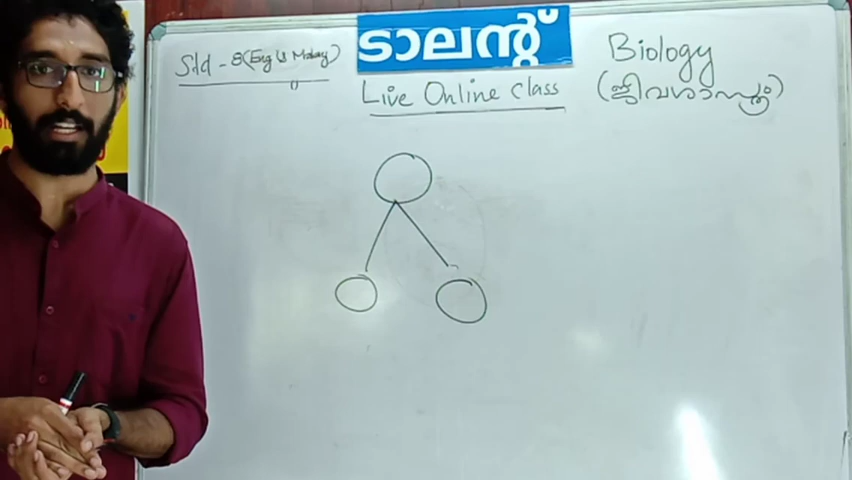 Std - 8 (Eng & Malay)
ടാലന്റ്
Live Online Class
Biology
(ജീവശാസ്ത്രം)